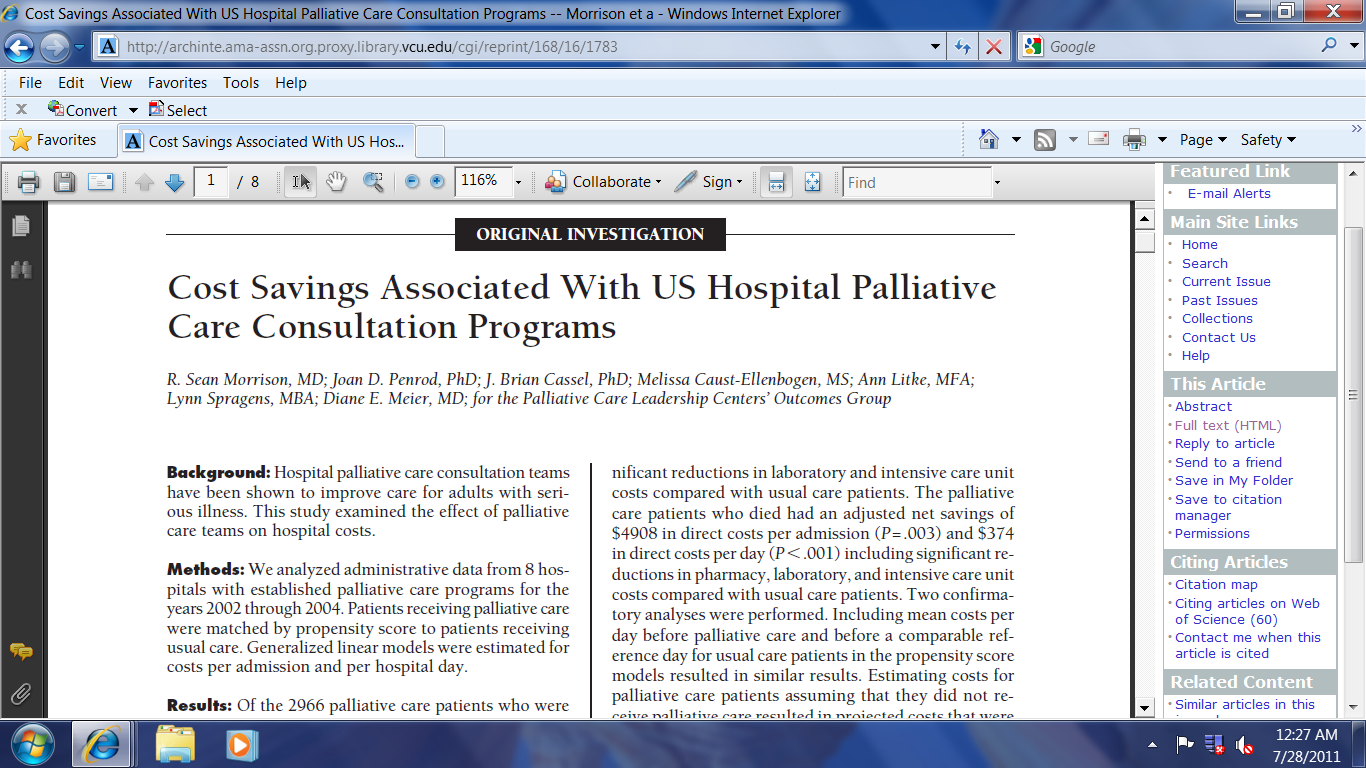 Cost Savings Associated With US Hospital Palliative Care Consultation Programs -- Morrison et a - Windows Internet Explorer
http://archinte.ama-assn.org.proxy.library.vcu.edu/cgi/reprint/168/16/1783
Google
File Edit View Favorites Tools Help
x Convert Select
Favorites
Cost Savings Associated With US Hos...
Page Safety
1 / 8
116%
Collaborate
Sign
Find
ORIGINAL INVESTIGATION
Cost Savings Associated With US Hospital Palliative
Care Consultation Programs
R. Sean Morrison, MD; Joan D. Penrod, PhD; J. Brian Cassel, PhD; Melissa Caust-Ellenbogen, MS; Ann Litke, MFA;
Lynn Spragens, MBA; Diane E. Meier, MD; for the Palliative Care Leadership Centers' Outcomes Group
Background: Hospital palliative care consultation teams
have been shown to improve care for adults with seri-
ous illness. This study examined the effect of palliative
care teams on hospital costs.
Methods: We analyzed administrative data from 8 hos-
pitals with established palliative care programs for the
years 2002 through 2004. Patients receiving palliative care
were matched by propensity score to patients receiving
usual care. Generalized linear models were estimated for
costs per admission and per hospital day.
Results: Of the 2966 palliative care patients who were
nificant reductions in laboratory and intensive care unit
costs compared with usual care patients. The palliative
care patients who died had an adjusted net savings of
$4908 in direct costs per admission (P=.003) and $374
in direct costs per day (P<.001) including significant re-
ductions in pharmacy, laboratory, and intensive care unit
costs compared with usual care patients. Two confirma-
tory analyses were performed. Including mean costs per
day before palliative care and before a comparable ref-
erence day for usual care patients in the propensity score
models resulted in similar results. Estimating costs for
palliative care patients assuming that they did not re-
ceive palliative care resulted in projected costs that were
Featured Link
E-mail Alerts
Main Site Links
Home
Search
Current Issue
Past Issues
Collections
Contact Us
Help
This Article
Abstract
Full text (HTML)
Reply to article
Send to a friend
Save in My Folder
Save to citation
manager
Permissions
Citing Articles
Citation map
Citing articles on Web
of Science (60)
Contact me when this
article is cited
Related Content
Similar articles in this
12:27 AM
7/28/2011